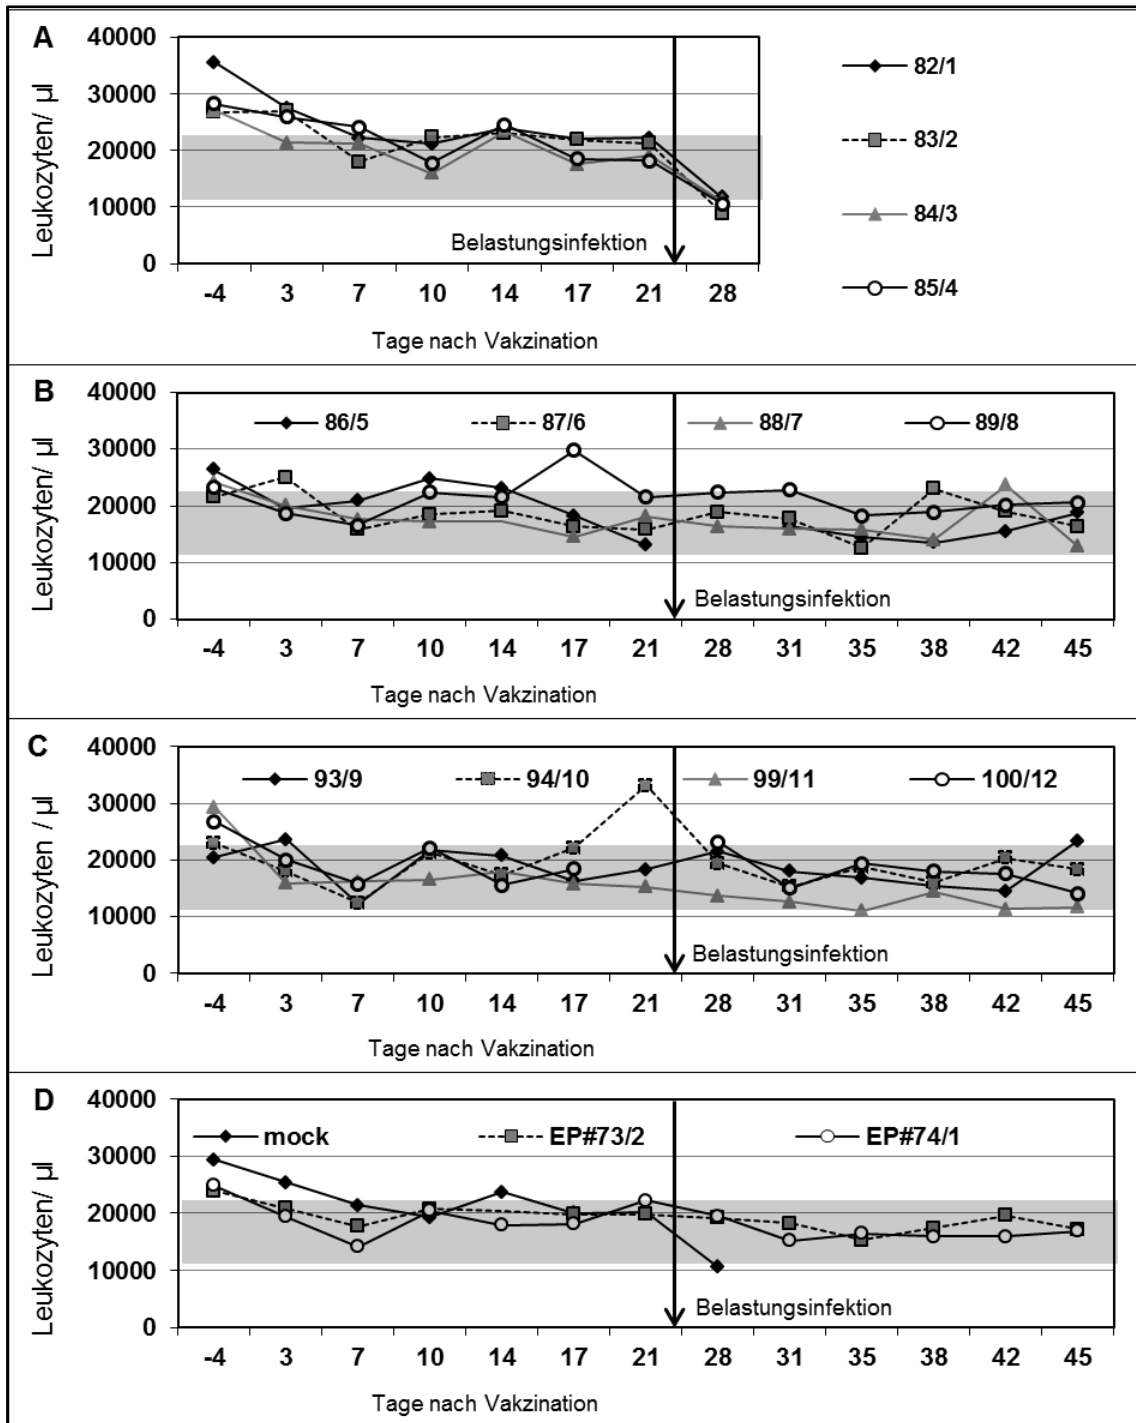 A
40000
30000
20000
10000
0
Leukozyten/ µl
Belastungsinfektion
-4 3 7 10 14 17 21 28
Tage nach Vakzination
82/1
83/2
84/3
85/4
B
40000
30000
20000
10000
0
Leukozyten/ µl
86/5 87/6 88/7 89/8
Belastungsinfektion
-4 3 7 10 14 17 21 28 31 35 38 42 45
Tage nach Vakzination
C
40000
30000
20000
10000
0
Leukozyten / µl
93/9 94/10 99/11 100/12
Belastungsinfektion
-4 3 7 10 14 17 21 28 31 35 38 42 45
Tage nach Vakzination
D
40000
30000
20000
10000
0
Leukozyten/ µl
mock EP#73/2 EP#74/1
Belastungsinfektion
-4 3 7 10 14 17 21 28 31 35 38 42 45
Tage nach Vakzination